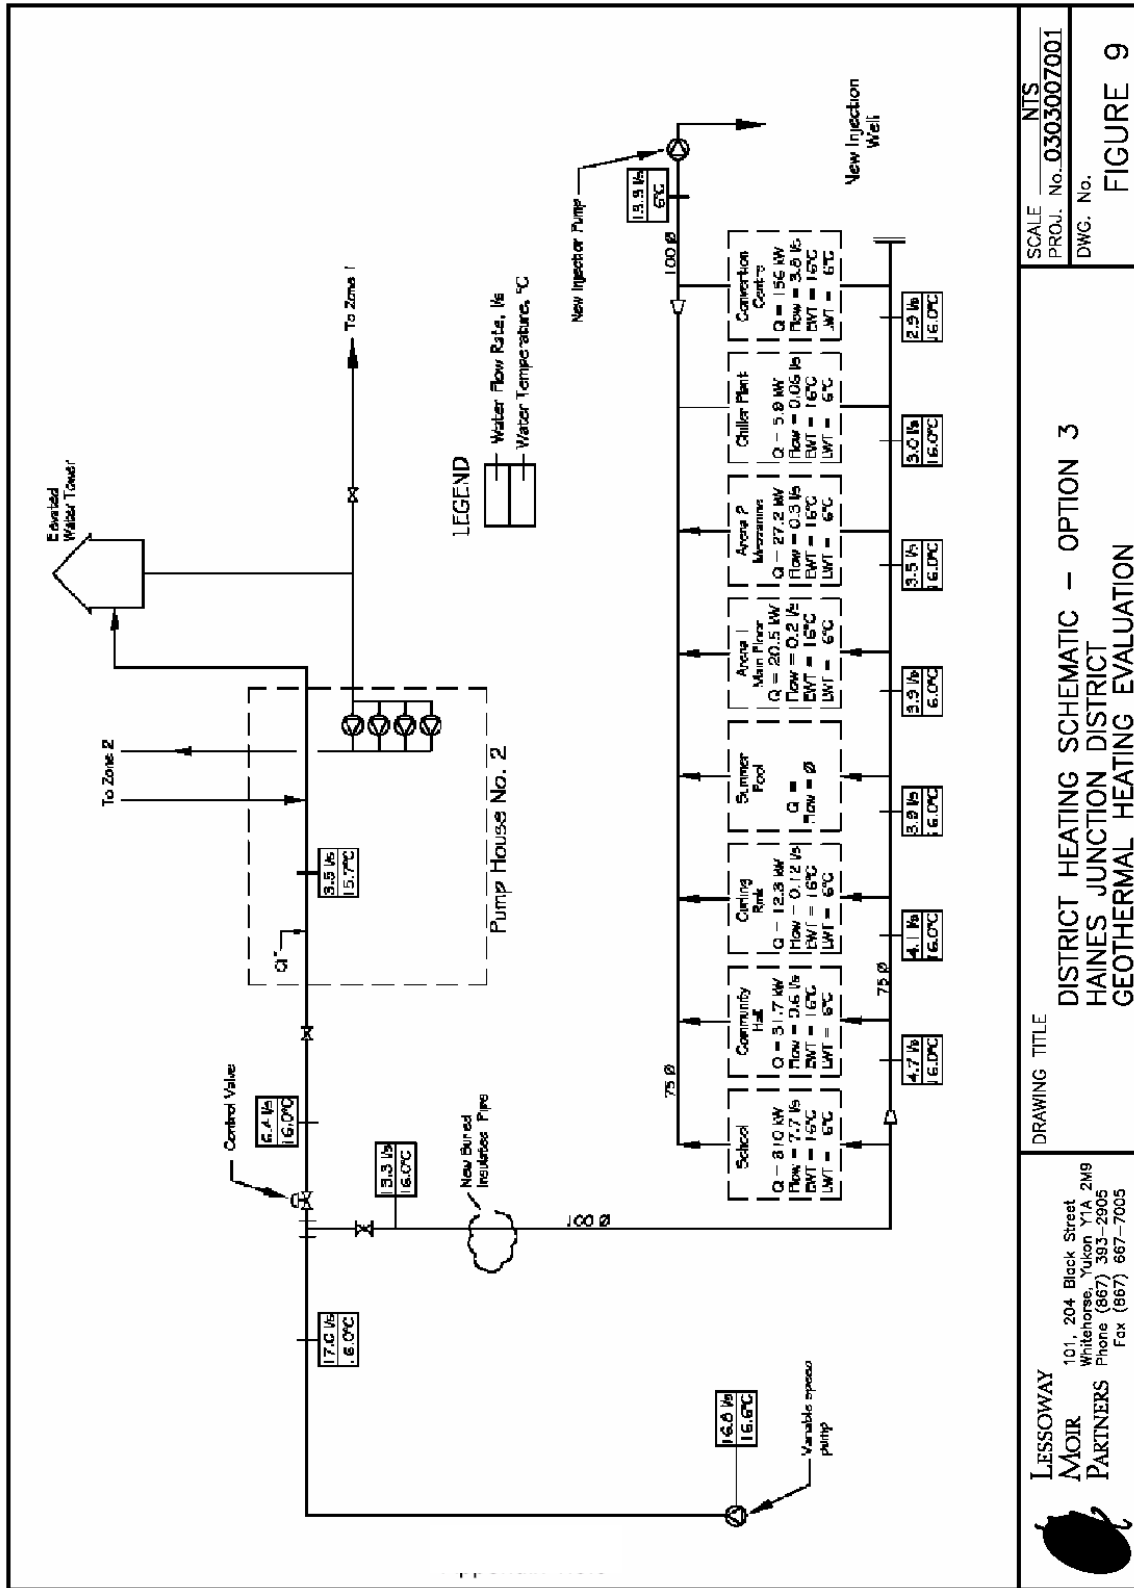 Elevated
Water Tower
To Zone 2
To Zone 1
Control Valve
Cl"
3.5 l/s
15.7°C
Pump House No. 2
6.4 l/s
16.0°C
17.0 l/s
16.0°C
13.3 l/s
16.0°C
New Buried
Insulated Pipe
100 Ø
16.8 l/s
16.6°C
Variable speed
pump
LEGEND
Water Flow Rate, l/s
Water Temperature, °C
New Injection Pump
13.3 l/s
6°C
100 Ø
New Injection
Well
75 Ø
School
Q = 810 kW
Flow = 7.7 l/s
EWT = 16°C
LWT = 6°C
Community
Hall
Q = 31.7 kW
Flow = 0.6 l/s
EWT = 16°C
LWT = 6°C
Curling
Rink
Q = 12.8 kW
Flow = 0.12 l/s
EWT = 16°C
LWT = 6°C
Summer
Pool
Q =
Flow = Ø
Arena 1
Main Floor
Q = 20.5 kW
Flow = 0.2 l/s
EWT = 16°C
LWT = 6°C
Arena 2
Mezzanine
Q = 27.2 kW
Flow = 0.3 l/s
EWT = 16°C
LWT = 6°C
Chiller Plant
Q = 5.9 kW
Flow = 0.06 l/s
EWT = 16°C
LWT = 6°C
Convention
Centre
Q = 156 kW
Flow = 3.8 l/s
EWT = 16°C
LWT = 6°C
75 Ø
4.7 l/s
16.0°C
4.1 l/s
16.0°C
3.9 l/s
16.0°C
3.9 l/s
6.0°C
3.5 l/s
16.0°C
3.0 l/s
16.0°C
2.9 l/s
16.0°C
LESSOWAY
MOIR
PARTNERS
101, 204 Black Street
Whitehorse, Yukon Y1A 2M9
Phone (867) 393-2905
Fax (867) 667-7005
DRAWING TITLE
DISTRICT HEATING SCHEMATIC - OPTION 3
HAINES JUNCTION DISTRICT
GEOTHERMAL HEATING EVALUATION
SCALE NTS
PROJ. No. 0303007001
DWG. No.
FIGURE 9